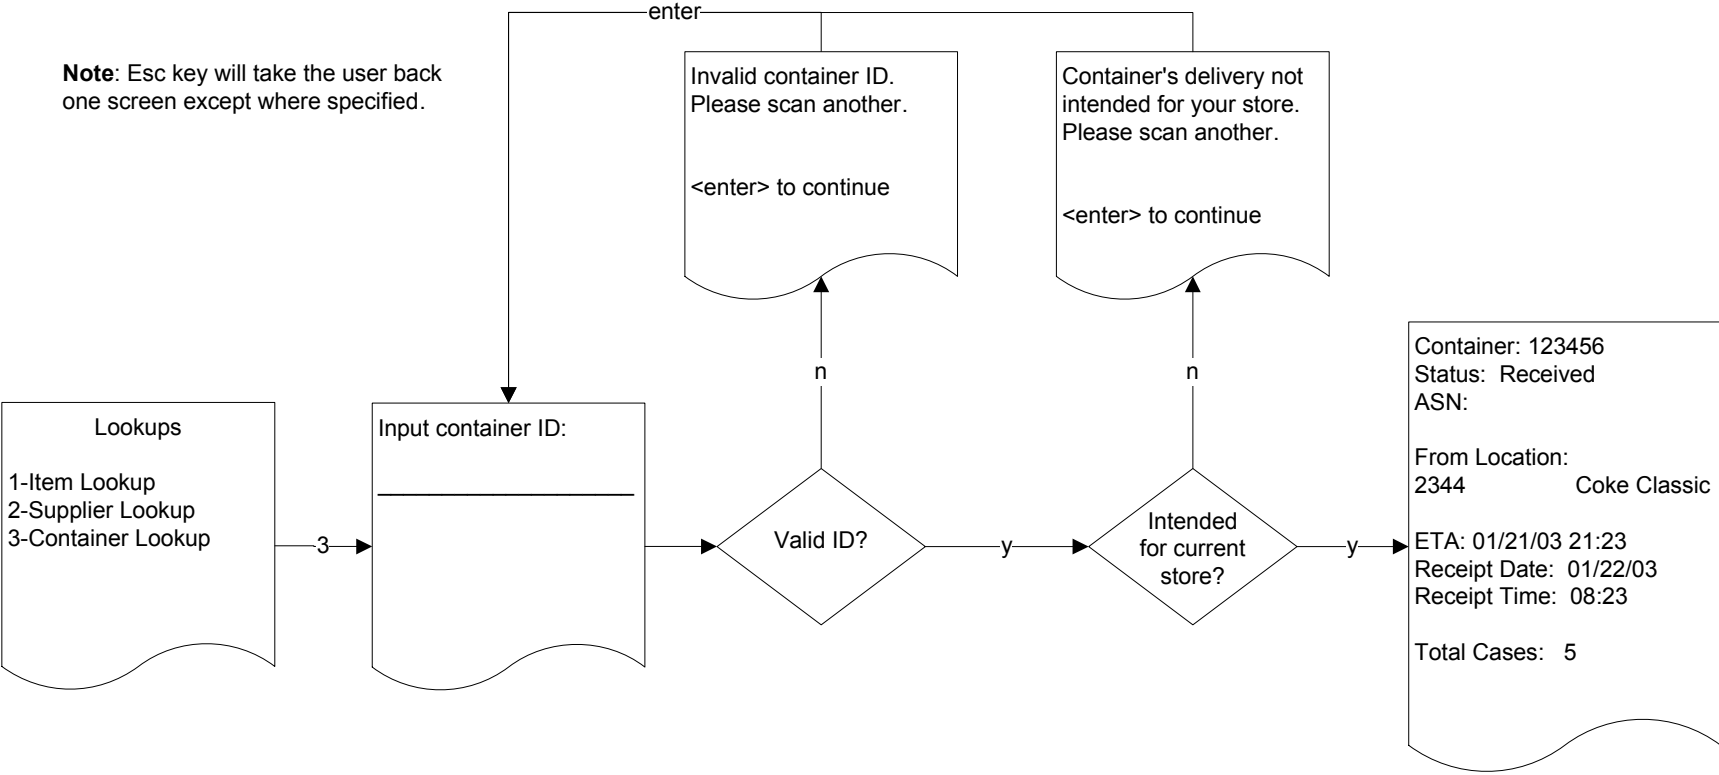 enter
Note: Esc key will take the user back
one screen except where specified.
Invalid container ID.
Please scan another.
<enter> to continue
Container's delivery not
intended for your store.
Please scan another.
<enter> to continue
n
n
Lookups
1-Item Lookup
2-Supplier Lookup
3-Container Lookup
3
Input container ID:
Valid ID?
y
Intended
for current
store?
y
Container: 123456
Status: Received
ASN:
From Location:
2344 Coke Classic
ETA: 01/21/03 21:23
Receipt Date: 01/22/03
Receipt Time: 08:23
Total Cases: 5